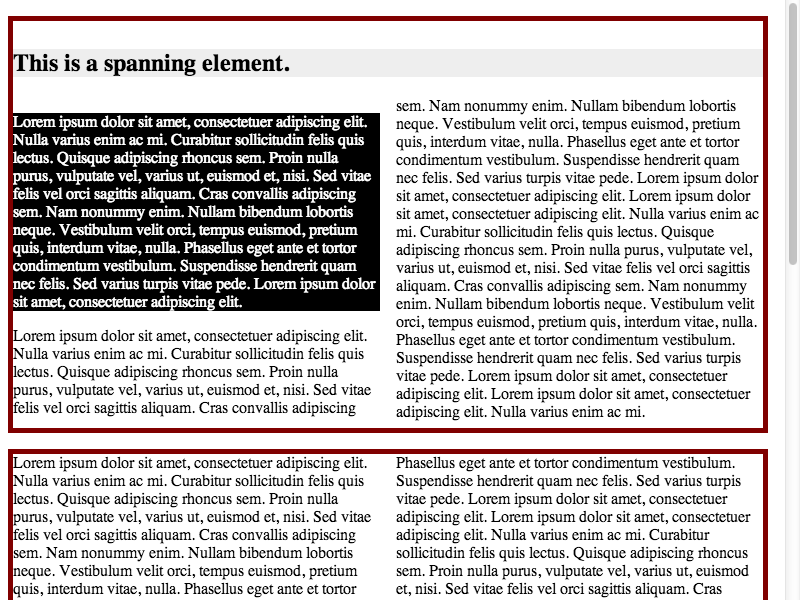 This is a spanning element.
Lorem ipsum dolor sit amet, consectetuer adipiscing elit.
Nulla varius enim ac mi. Curabitur sollicitudin felis quis
lectus. Quisque adipiscing rhoncus sem. Proin nulla
purus, vulputate vel, varius ut, euismod et, nisi. Sed vitae
felis vel orci sagittis aliquam. Cras convallis adipiscing
sem. Nam nonummy enim. Nullam bibendum lobortis
neque. Vestibulum velit orci, tempus euismod, pretium
quis, interdum vitae, nulla. Phasellus eget ante et tortor
condimentum vestibulum. Suspendisse hendrerit quam
nec felis. Sed varius turpis vitae pede. Lorem ipsum dolor
sit amet, consectetuer adipiscing elit.
Lorem ipsum dolor sit amet, consectetuer adipiscing elit.
Nulla varius enim ac mi. Curabitur sollicitudin felis quis
lectus. Quisque adipiscing rhoncus sem. Proin nulla
purus, vulputate vel, varius ut, euismod et, nisi. Sed vitae
felis vel orci sagittis aliquam. Cras convallis adipiscing
sem. Nam nonummy enim. Nullam bibendum lobortis
neque. Vestibulum velit orci, tempus euismod, pretium
quis, interdum vitae, nulla. Phasellus eget ante et tortor
condimentum vestibulum. Suspendisse hendrerit quam
nec felis. Sed varius turpis vitae pede. Lorem ipsum dolor
sit amet, consectetuer adipiscing elit. Lorem ipsum dolor
sit amet, consectetuer adipiscing elit. Nulla varius enim ac
mi. Curabitur sollicitudin felis quis lectus. Quisque
adipiscing rhoncus sem. Proin nulla purus, vulputate vel,
varius ut, euismod et, nisi. Sed vitae felis vel orci sagittis
aliquam. Cras convallis adipiscing sem. Nam nonummy
enim. Nullam bibendum lobortis neque. Vestibulum velit
orci, tempus euismod, pretium quis, interdum vitae, nulla.
Phasellus eget ante et tortor condimentum vestibulum.
Suspendisse hendrerit quam nec felis. Sed varius turpis
vitae pede. Lorem ipsum dolor sit amet, consectetuer
adipiscing elit. Lorem ipsum dolor sit amet, consectetuer
adipiscing elit. Nulla varius enim ac mi.
Lorem ipsum dolor sit amet, consectetuer adipiscing elit.
Nulla varius enim ac mi. Curabitur sollicitudin felis quis
lectus. Quisque adipiscing rhoncus sem. Proin nulla
purus, vulputate vel, varius ut, euismod et, nisi. Sed vitae
felis vel orci sagittis aliquam. Cras convallis adipiscing
sem. Nam nonummy enim. Nullam bibendum lobortis
neque. Vestibulum velit orci, tempus euismod, pretium
quis, interdum vitae, nulla. Phasellus eget ante et tortor
Phasellus eget ante et tortor condimentum vestibulum.
Suspendisse hendrerit quam nec felis. Sed varius turpis
vitae pede. Lorem ipsum dolor sit amet, consectetuer
adipiscing elit. Lorem ipsum dolor sit amet, consectetuer
adipiscing elit. Nulla varius enim ac mi. Curabitur
sollicitudin felis quis lectus. Quisque adipiscing rhoncus
sem. Proin nulla purus, vulputate vel, varius ut, euismod
et, nisi. Sed vitae felis vel orci sagittis aliquam. Cras